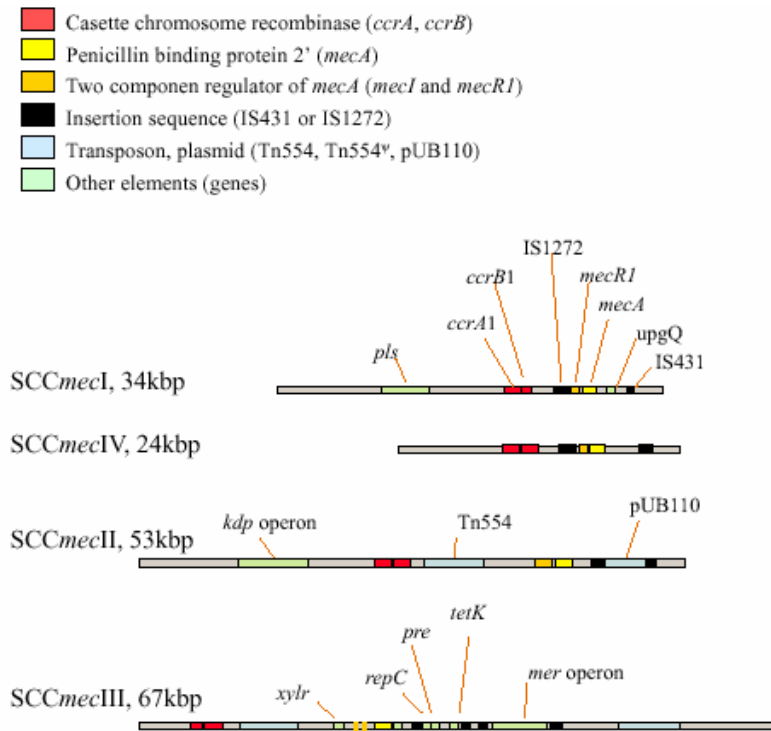 Casette chromosome recombinase (ccrA, ccrB)
Penicillin binding protein 2' (mecA)
Two componen regulator of mecA (mecI and mecR1)
Insertion sequence (IS431 or IS1272)
Transposon, plasmid (Tn554, Tn554ᴪ, pUB110)
Other elements (genes)
IS1272
ccrB1
mecR1
mecA
ccrA1
upgQ
pls
IS431
SCCmecI, 34kbp
SCCmecIV, 24kbp
kdp operon
Tn554
pUB110
SCCmecII, 53kbp
tetK
pre
repC
mer operon
xylr
SCCmecIII, 67kbp